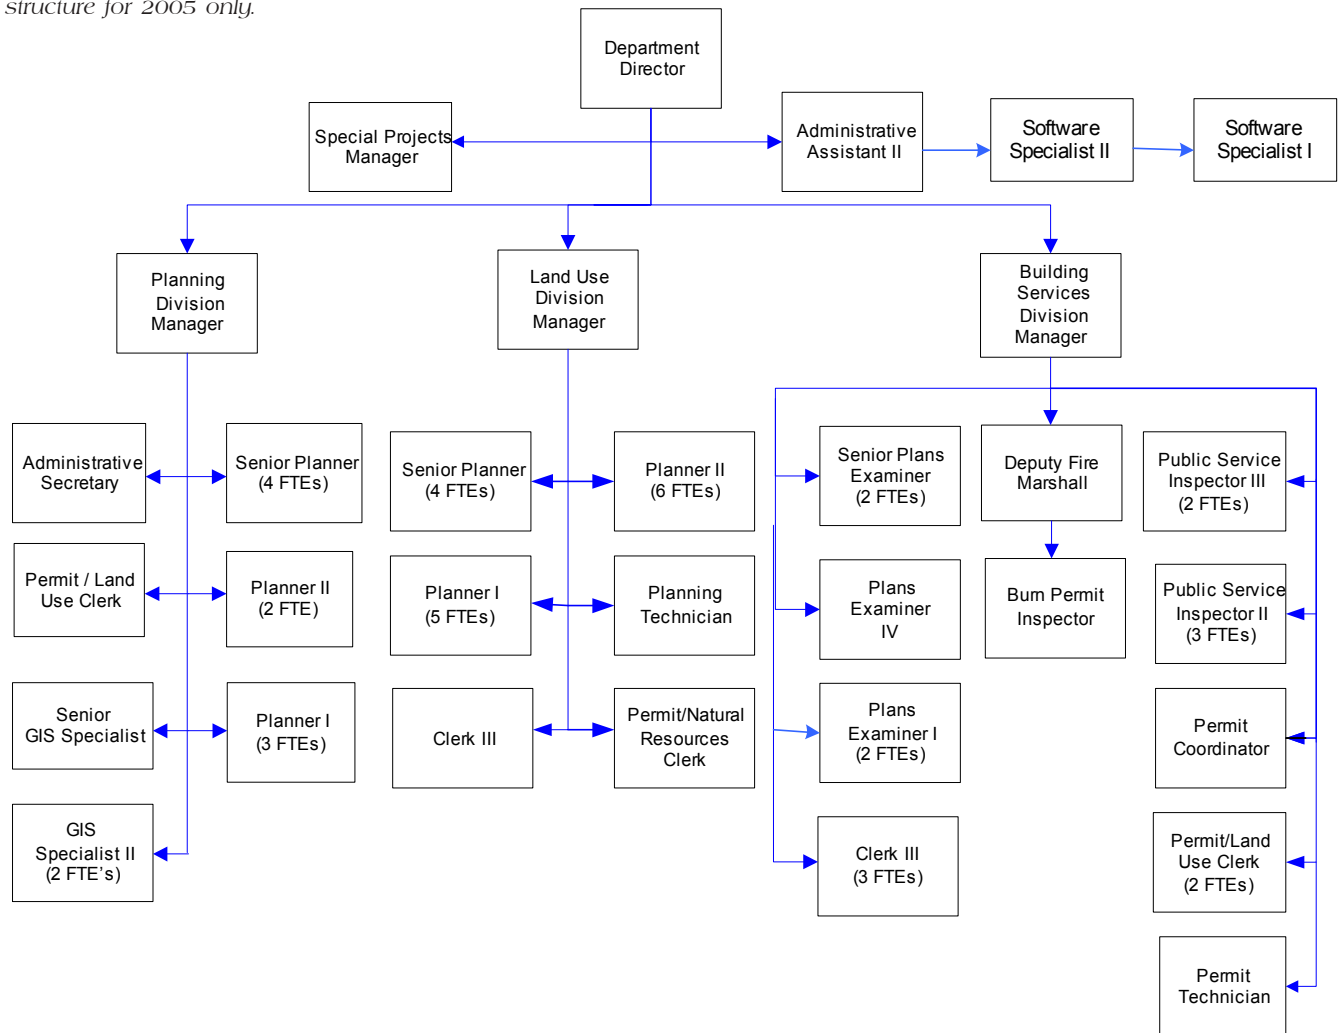 structure for 2005 only.
Department
Director
Special Projects
Manager
Administrative
Assistant II
Software
Specialist II
Software
Specialist I
Planning
Division
Manager
Land Use
Division
Manager
Building
Services
Division
Manager
Administrative
Secretary
Senior Planner
(4 FTEs)
Permit / Land
Use Clerk
Planner II
(2 FTE)
Senior
GIS Specialist
Planner I
(3 FTEs)
GIS
Specialist II
(2 FTE's)
Senior Planner
(4 FTEs)
Planner II
(6 FTEs)
Planner I
(5 FTEs)
Planning
Technician
Clerk III
Permit/Natural
Resources
Clerk
Senior Plans
Examiner
(2 FTEs)
Plans
Examiner
IV
Plans
Examiner I
(2 FTEs)
Clerk III
(3 FTEs)
Deputy Fire
Marshall
Burn Permit
Inspector
Public Service
Inspector III
(2 FTEs)
Public Service
Inspector II
(3 FTEs)
Permit
Coordinator
Permit/Land
Use Clerk
(2 FTEs)
Permit
Technician